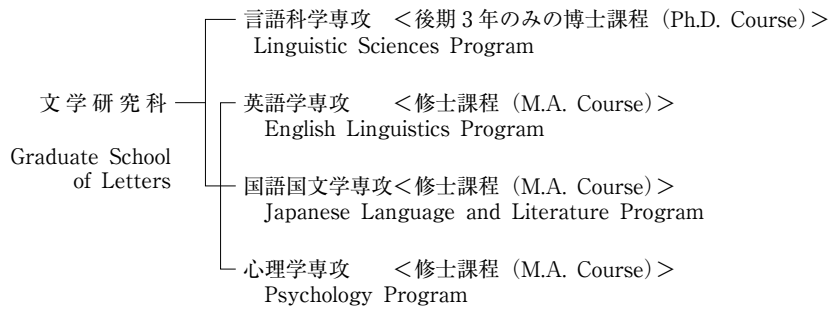 言語科学専攻 <後期3年のみの博士課程 (Ph.D. Course)>
Linguistic Sciences Program
文学研究科
英語学専攻 <修士課程 (M.A. Course)>
English Linguistics Program
Graduate School
of Letters
国語国文学専攻<修士課程 (M.A. Course)>
Japanese Language and Literature Program
心理学専攻 <修士課程 (M.A. Course)>
Psychology Program